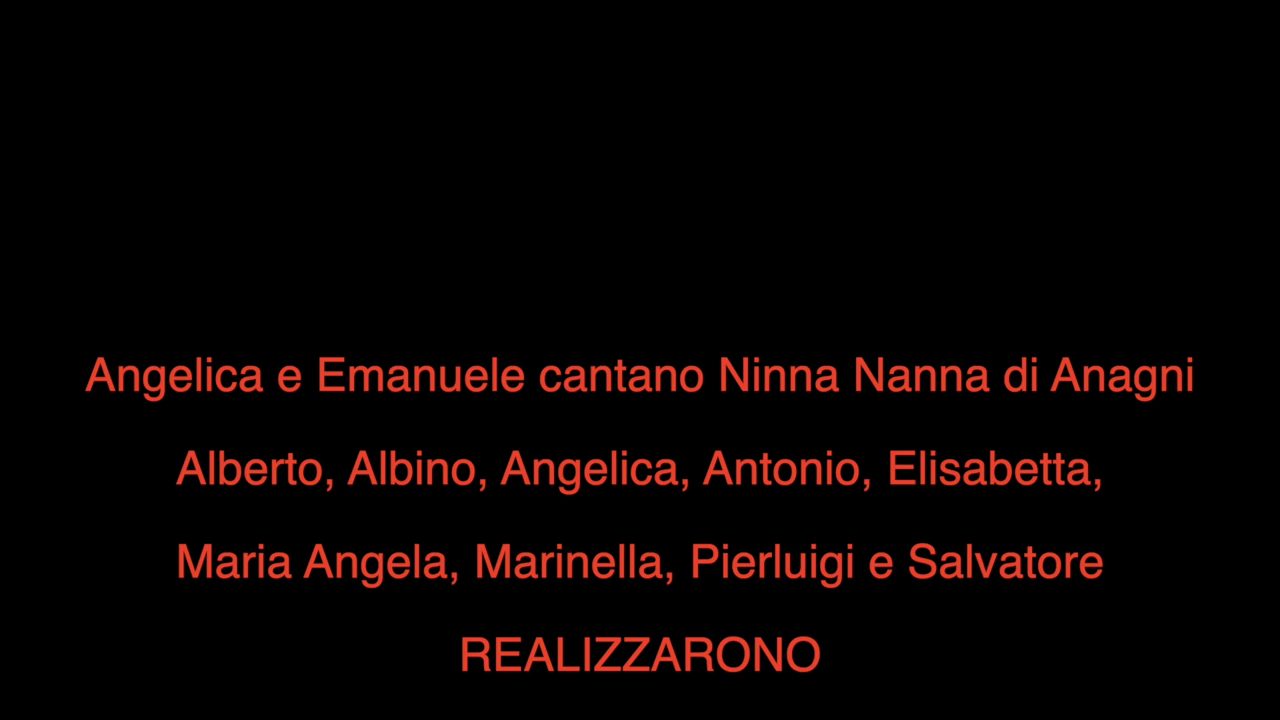 Angelica e Emanuele cantano Ninna Nanna di Anagni
Alberto, Albino, Angelica, Antonio, Elisabetta,
Maria Angela, Marinella, Pierluigi e Salvatore
REALIZZARONO